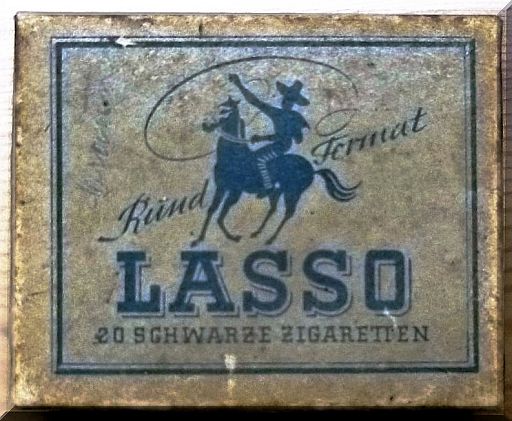 Rund Format
LASSO
20 SCHWARZE ZIGARETTEN